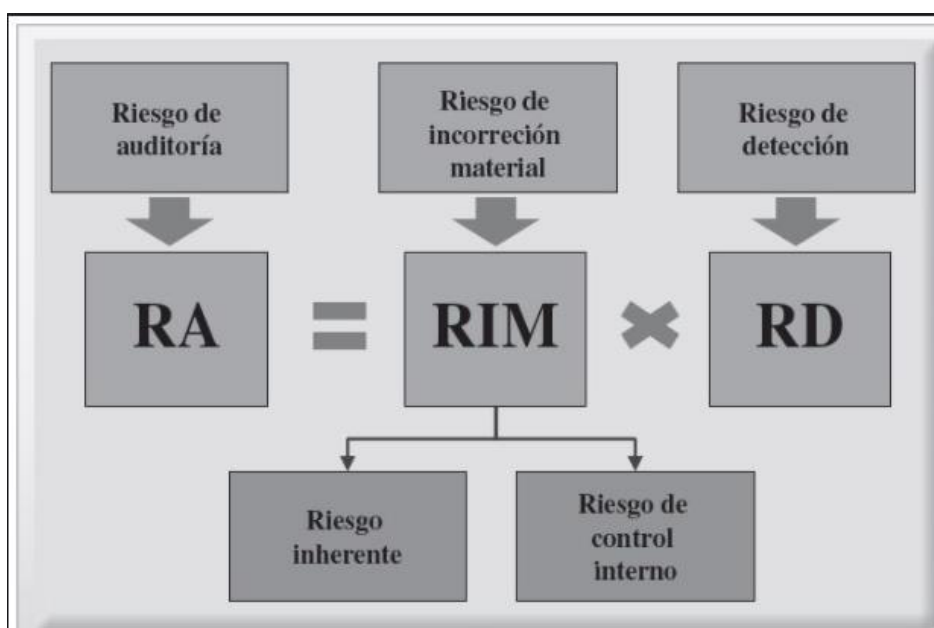 Riesgo de
auditoría
Riesgo de
incorreción
material
Riesgo de
detección
RA
=
RIM
×
RD
Riesgo
inherente
Riesgo de
control
interno